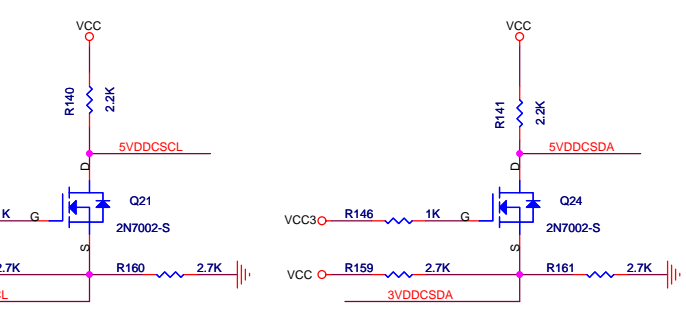 VCC
VCC
R140
2.2K
R141
2.2K
5VDDCSCL
5VDDCSDA
D
D
Q21
Q24
K
G
2N7002-S
VCC3
R146
1K
G
2N7002-S
S
S
2.7K
R160
2.7K
VCC
R159
2.7K
R161
2.7K
L
3VDDCSDA